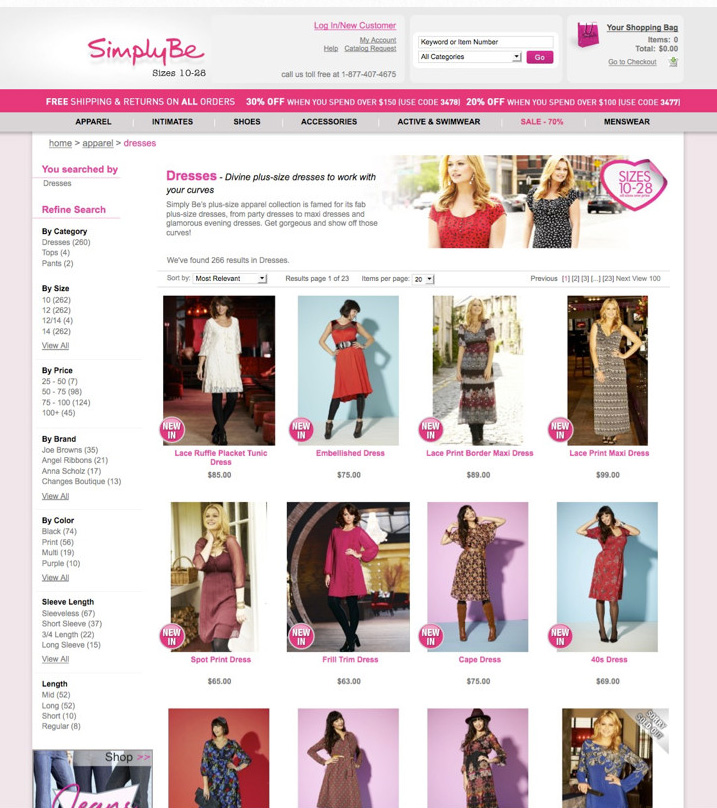 Log In/New Customer
My Account
Help Catalog Request
call us toll free at 1-877-407-4675
SimplyBe
Sizes 10-28
Keyword or Item Number
All Categories
Go
Your Shopping Bag
Items: 0
Total: $0.00
Go to Checkout
FREE SHIPPING & RETURNS ON ALL ORDERS 30% OFF WHEN YOU SPEND OVER $150 (USE CODE 3478) 20% OFF WHEN YOU SPEND OVER $100 (USE CODE 3477)
APPAREL INTIMATES SHOES ACCESSORIES ACTIVE & SWIMWEAR SALE - 70% MENSWEAR
home > apparel > dresses
You searched by
Dresses
Refine Search
By Category
Dresses (260)
Tops (4)
Pants (2)
By Size
10 (262)
12 (262)
12/14 (4)
14 (262)
View All
By Price
25 - 50 (7)
50 - 75 (98)
75 - 100 (124)
100+ (45)
By Brand
Joe Browns (35)
Angel Ribbons (21)
Anna Scholz (17)
Changes Boutique (13)
View All
By Color
Black (74)
Print (56)
Multi (19)
Purple (10)
View All
Sleeve Length
Sleeveless (67)
Short Sleeve (37)
3/4 Length (22)
Long Sleeve (15)
View All
Length
Mid (52)
Long (52)
Short (10)
Regular (8)
Shop >>
Jeans
Dresses - Divine plus-size dresses to work with
your curves
Simply Be's plus-size apparel collection is famed for its fab
plus-size dresses, from party dresses to maxi dresses and
glamorous evening dresses. Get gorgeous and show off those
curves!
SIZES
10-28
We've found 266 results in Dresses.
Sort by: Most Relevant Results page 1 of 23 Items per page: 20 Previous [1] [2] [3] [...] [23] Next View 100
NEW IN
NEW IN
NEW IN
NEW IN
Lace Ruffle Placket Tunic
Dress
$85.00
Embellished Dress
$75.00
Lace Print Border Maxi Dress
$89.00
Lace Print Maxi Dress
$99.00
NEW IN
NEW IN
NEW IN
NEW IN
Spot Print Dress
$65.00
Frill Trim Dress
$63.00
Cape Dress
$75.00
40s Dress
$69.00
SORRY
SOLD OUT